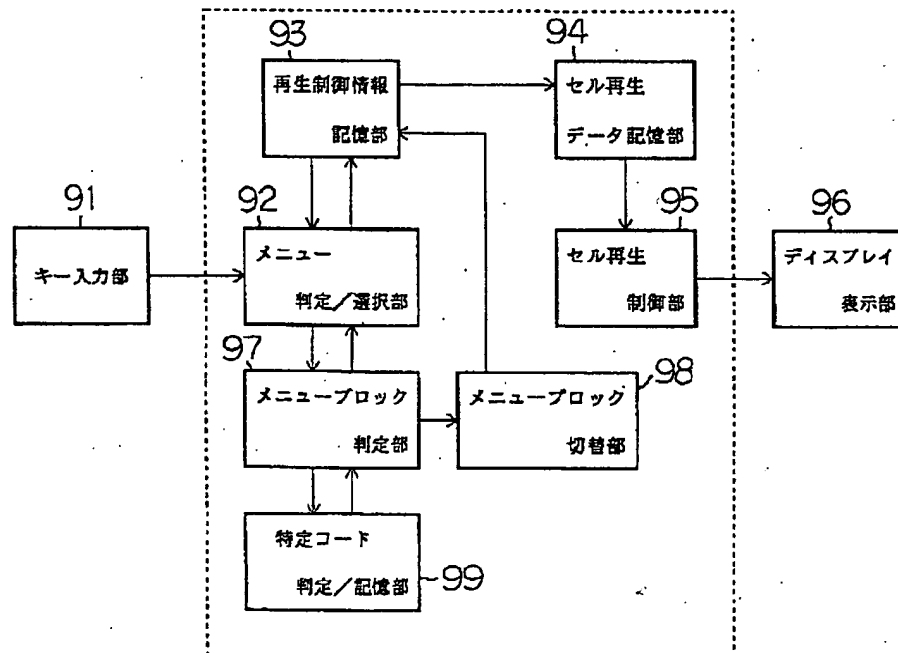 93
再生制御情報
記憶部
94
セル再生
データ記憶部
91
キー入力部
92
メニュー
判定／選択部
95
セル再生
制御部
96
ディスプレイ
表示部
97
メニューブロック
判定部
98
メニューブロック
切替部
特定コード
判定／記憶部
99